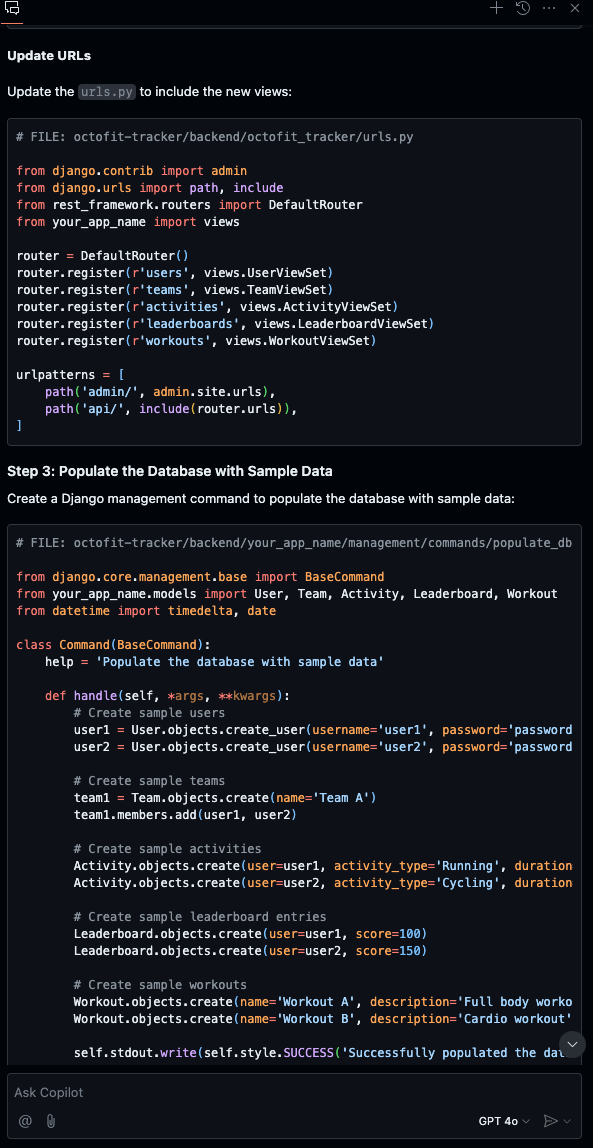 Update URLs
Update the urls.py to include the new views:
# FILE: octofit-tracker/backend/octofit_tracker/urls.py
from django.contrib import admin
from django.urls import path, include
from rest_framework.routers import DefaultRouter
from your_app_name import views
router = DefaultRouter()
router.register(r'users', views.UserViewSet)
router.register(r'teams', views.TeamViewSet)
router.register(r'activities', views.ActivityViewSet)
router.register(r'leaderboards', views.LeaderboardViewSet)
router.register(r'workouts', views.WorkoutViewSet)
urlpatterns = [
    path('admin/', admin.site.urls),
    path('api/', include(router.urls)),
]
Step 3: Populate the Database with Sample Data
Create a Django management command to populate the database with sample data:
# FILE: octofit-tracker/backend/your_app_name/management/commands/populate_db
from django.core.management.base import BaseCommand
from your_app_name.models import User, Team, Activity, Leaderboard, Workout
from datetime import timedelta, date
class Command(BaseCommand):
    help = 'Populate the database with sample data'
    def handle(self, *args, **kwargs):
        # Create sample users
        user1 = User.objects.create_user(username='user1', password='password
        user2 = User.objects.create_user(username='user2', password='password
        # Create sample teams
        team1 = Team.objects.create(name='Team A')
        team1.members.add(user1, user2)
        # Create sample activities
        Activity.objects.create(user=user1, activity_type='Running', duration
        Activity.objects.create(user=user2, activity_type='Cycling', duration
        # Create sample leaderboard entries
        Leaderboard.objects.create(user=user1, score=100)
        Leaderboard.objects.create(user=user2, score=150)
        # Create sample workouts
        Workout.objects.create(name='Workout A', description='Full body worko
        Workout.objects.create(name='Workout B', description='Cardio workout'
        self.stdout.write(self.style.SUCCESS('Successfully populated the dat
Ask Copilot
@ GPT 4o